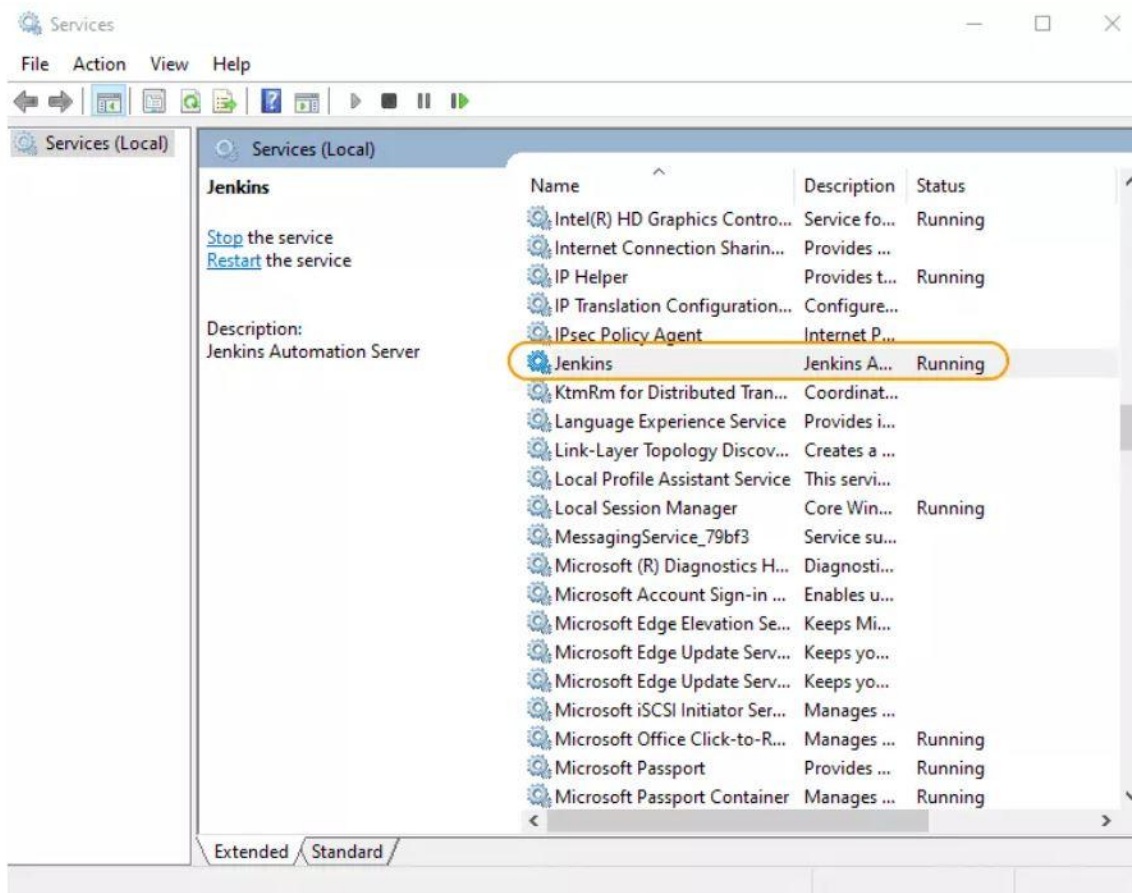 Services
File Action View Help
Services (Local)
Services (Local)
Jenkins
Stop the service
Restart the service
Description:
Jenkins Automation Server
Name Description Status
Intel(R) HD Graphics Contro... Service fo... Running
Internet Connection Sharin... Provides ...
IP Helper Provides t... Running
IP Translation Configuration... Configure...
IPsec Policy Agent Internet P...
Jenkins Jenkins A... Running
KtmRm for Distributed Tran... Coordinat...
Language Experience Service Provides i...
Link-Layer Topology Discov... Creates a ...
Local Profile Assistant Service This servi...
Local Session Manager Core Win... Running
MessagingService_79bf3 Service su...
Microsoft (R) Diagnostics H... Diagnosti...
Microsoft Account Sign-in ... Enables u...
Microsoft Edge Elevation Se... Keeps Mi...
Microsoft Edge Update Serv... Keeps yo...
Microsoft Edge Update Serv... Keeps yo...
Microsoft iSCSI Initiator Ser... Manages ...
Microsoft Office Click-to-R... Manages ... Running
Microsoft Passport Provides ... Running
Microsoft Passport Container Manages ... Running
Extended Standard